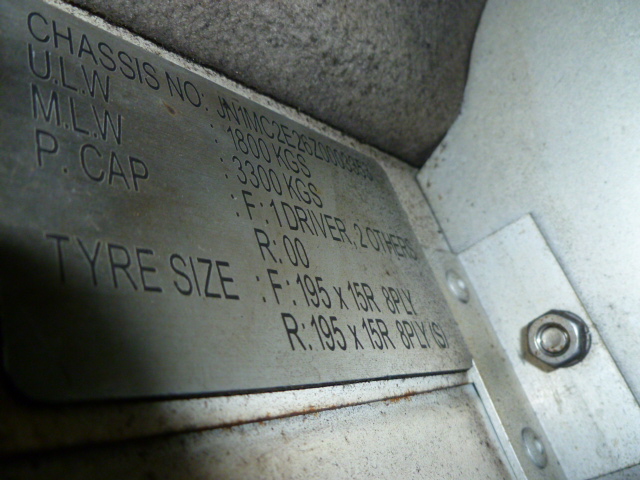 CHASSIS NO. : JN1MC2E26Z0003953
U.L.W : 1800 KGS
M.L.W : 3300 KGS
P. CAP : F: 1 DRIVER, 2 OTHERS
R: 00
TYRE SIZE : F: 195 x 15R 8PLY
R: 195 x 15R 8PLY (S)